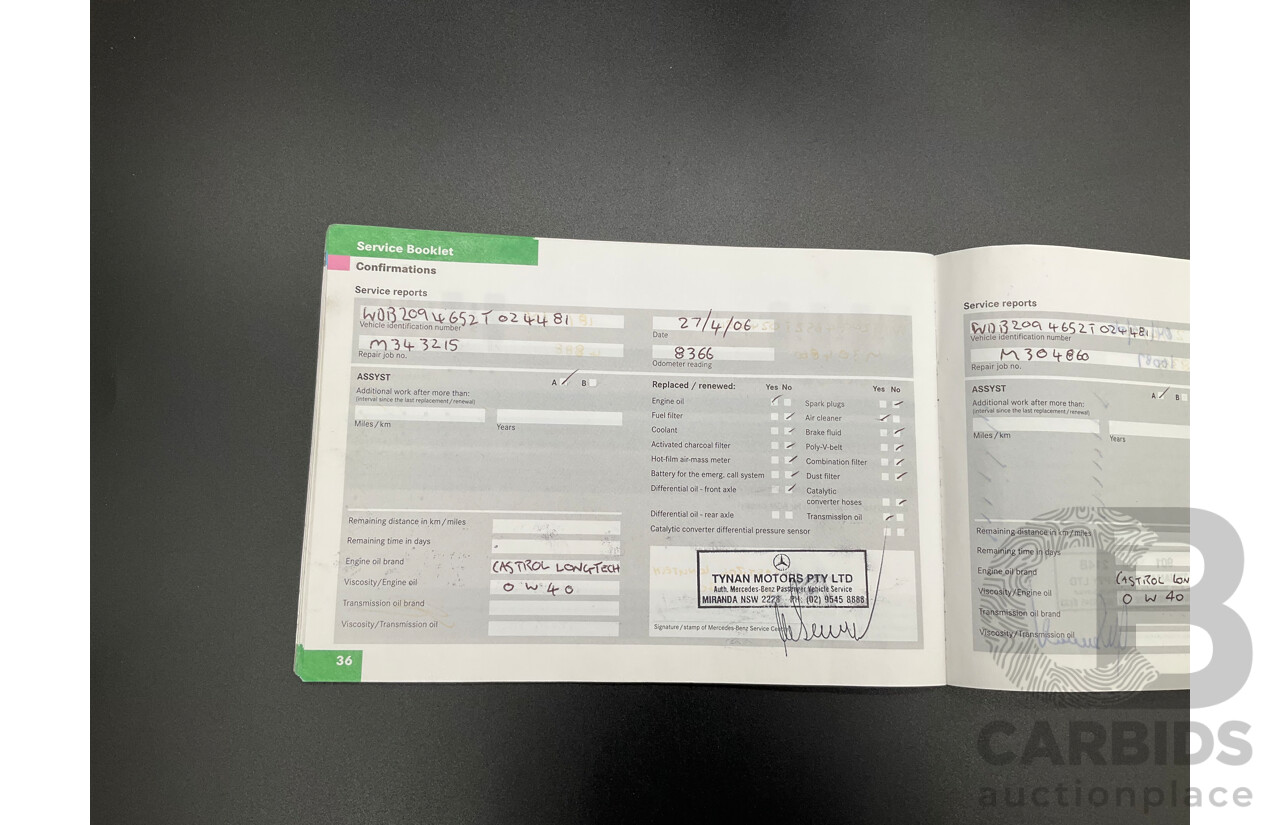 Service Booklet
Confirmations
Service reports
WDB2094652T024481
Vehicle identification number
M343215
Repair job no.
27/4/06
Date
8366
Odometer reading
ASSYST
A B
Additional work after more than:
(interval since the last replacement/renewal)
Miles/km
Years
Remaining distance in km/miles
Remaining time in days
Engine oil brand CASTROL LONGTECH
Viscosity/Engine oil 0 W 40
Transmission oil brand
Viscosity/Transmission oil
36
Replaced / renewed: Yes No Yes No
Engine oil
Fuel filter
Coolant
Activated charcoal filter
Hot-film air-mass meter
Battery for the emerg. call system
Differential oil - front axle
Differential oil - rear axle
Catalytic converter differential pressure sensor
Spark plugs
Air cleaner
Brake fluid
Poly-V-belt
Combination filter
Dust filter
Catalytic
converter hoses
Transmission oil
TYNAN MOTORS PTY LTD
Auth. Mercedes-Benz Passenger Vehicle Service
MIRANDA NSW 2228 PH: (02) 9545 8888
Signature/stamp of Mercedes-Benz Service
Service reports
WDB2094652T024481
Vehicle identification number
M304860
Repair job no.
ASSYST
A B
Additional work after more than:
(interval since the last replacement/renewal)
Miles/km
Years
Remaining distance in km/miles
Remaining time in days
Engine oil brand CASTROL LON
Viscosity/Engine oil 0 W 40
Transmission oil brand
Viscosity/Transmission oil
CARBIDS
auctionplace